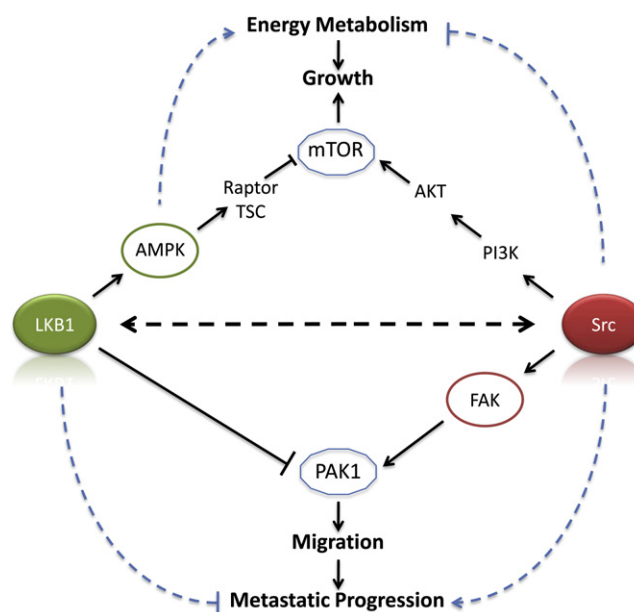 Energy Metabolism
Growth
mTOR
Raptor
TSC
AKT
AMPK
PI3K
LKB1
Src
FAK
PAK1
Migration
Metastatic Progression